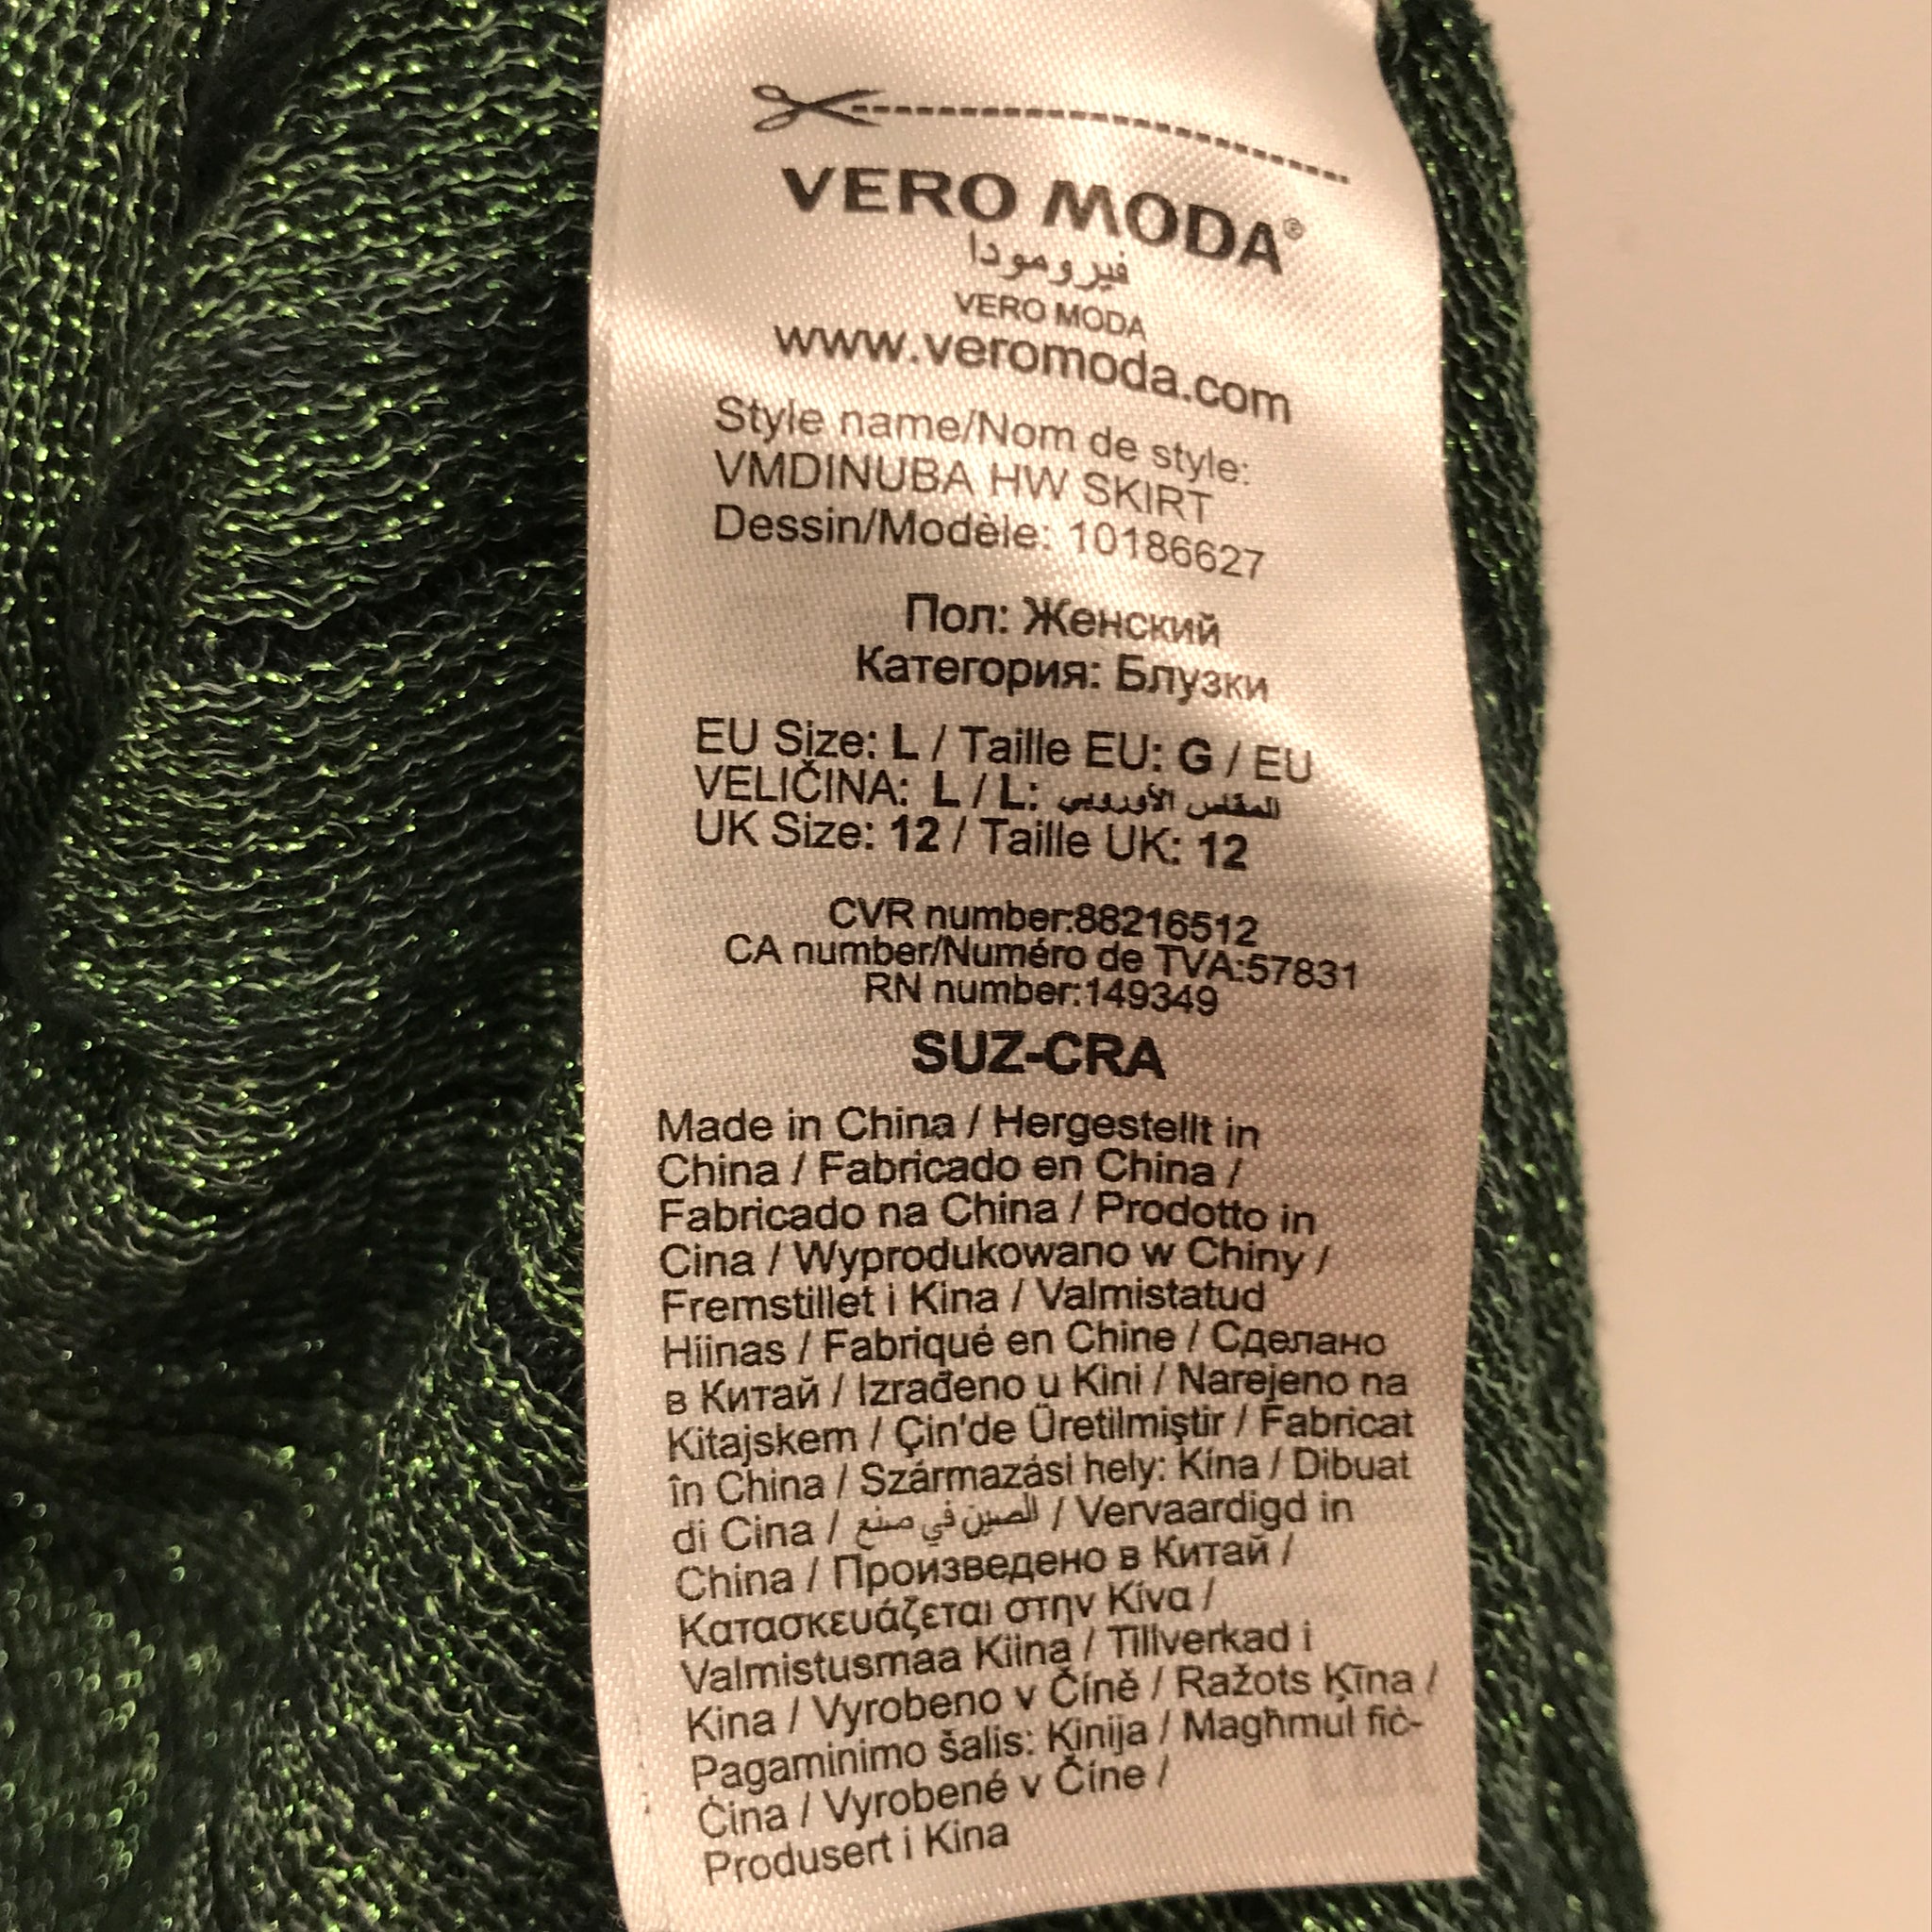 VERO MODA®
فيرومودا
VERO MODA
www.veromoda.com
Style name/Nom de style:
VMDINUBA HW SKIRT
Dessin/Modèle: 10186627
Пол: Женский
Категория: Блузки
EU Size: L / Taille EU: G / EU
VELIČINA: L / L: المقاس الأوروبي
UK Size: 12 / Taille UK: 12
CVR number:88216512
CA number/Numéro de TVA:57831
RN number:149349
SUZ-CRA
Made in China / Hergestellt in
China / Fabricado en China /
Fabricado na China / Prodotto in
Cina / Wyprodukowano w Chiny /
Fremstillet i Kina / Valmistatud
Hiinas / Fabriqué en Chine / Сделано
в Китай / Izrađeno u Kini / Narejeno na
Kitajskem / Çin'de Üretilmiştir / Fabricat
în China / Származási hely: Kína / Dibuat
di Cina / الصين في صنع / Vervaardigd in
China / Произведено в Китай /
Κατασκευάζεται στην Κίνα /
Valmistusmaa Kiina / Tillverkad i
Kina / Vyrobeno v Číně / Ražots Ķīna /
Pagaminimo šalis: Kinija / Magħmul fiċ-
Ċina / Vyrobené v Číne /
Produsert i Kina